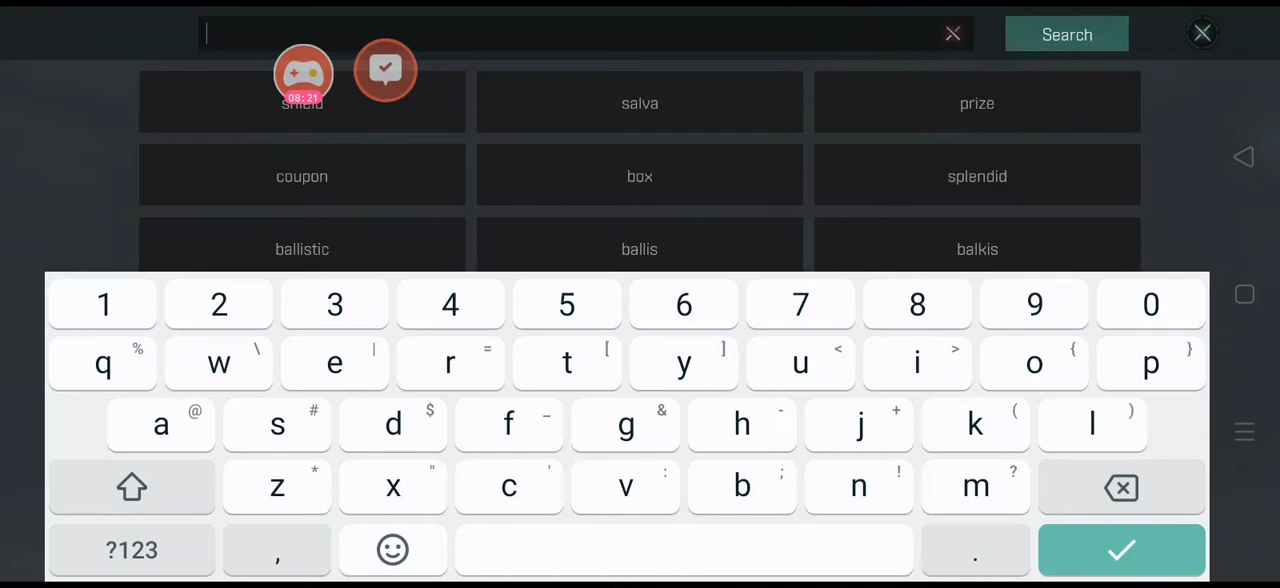 Search
shield salva prize
08:21
coupon box splendid
ballistic ballis balkis
1 2 3 4 5 6 7 8 9 0
% \ | = [ ] < > { }
q w e r t y u i o p
@ # $ _ & - + ( )
a s d f g h j k l
* " ' : ; ! ?
z x c v b n m
?123 , .